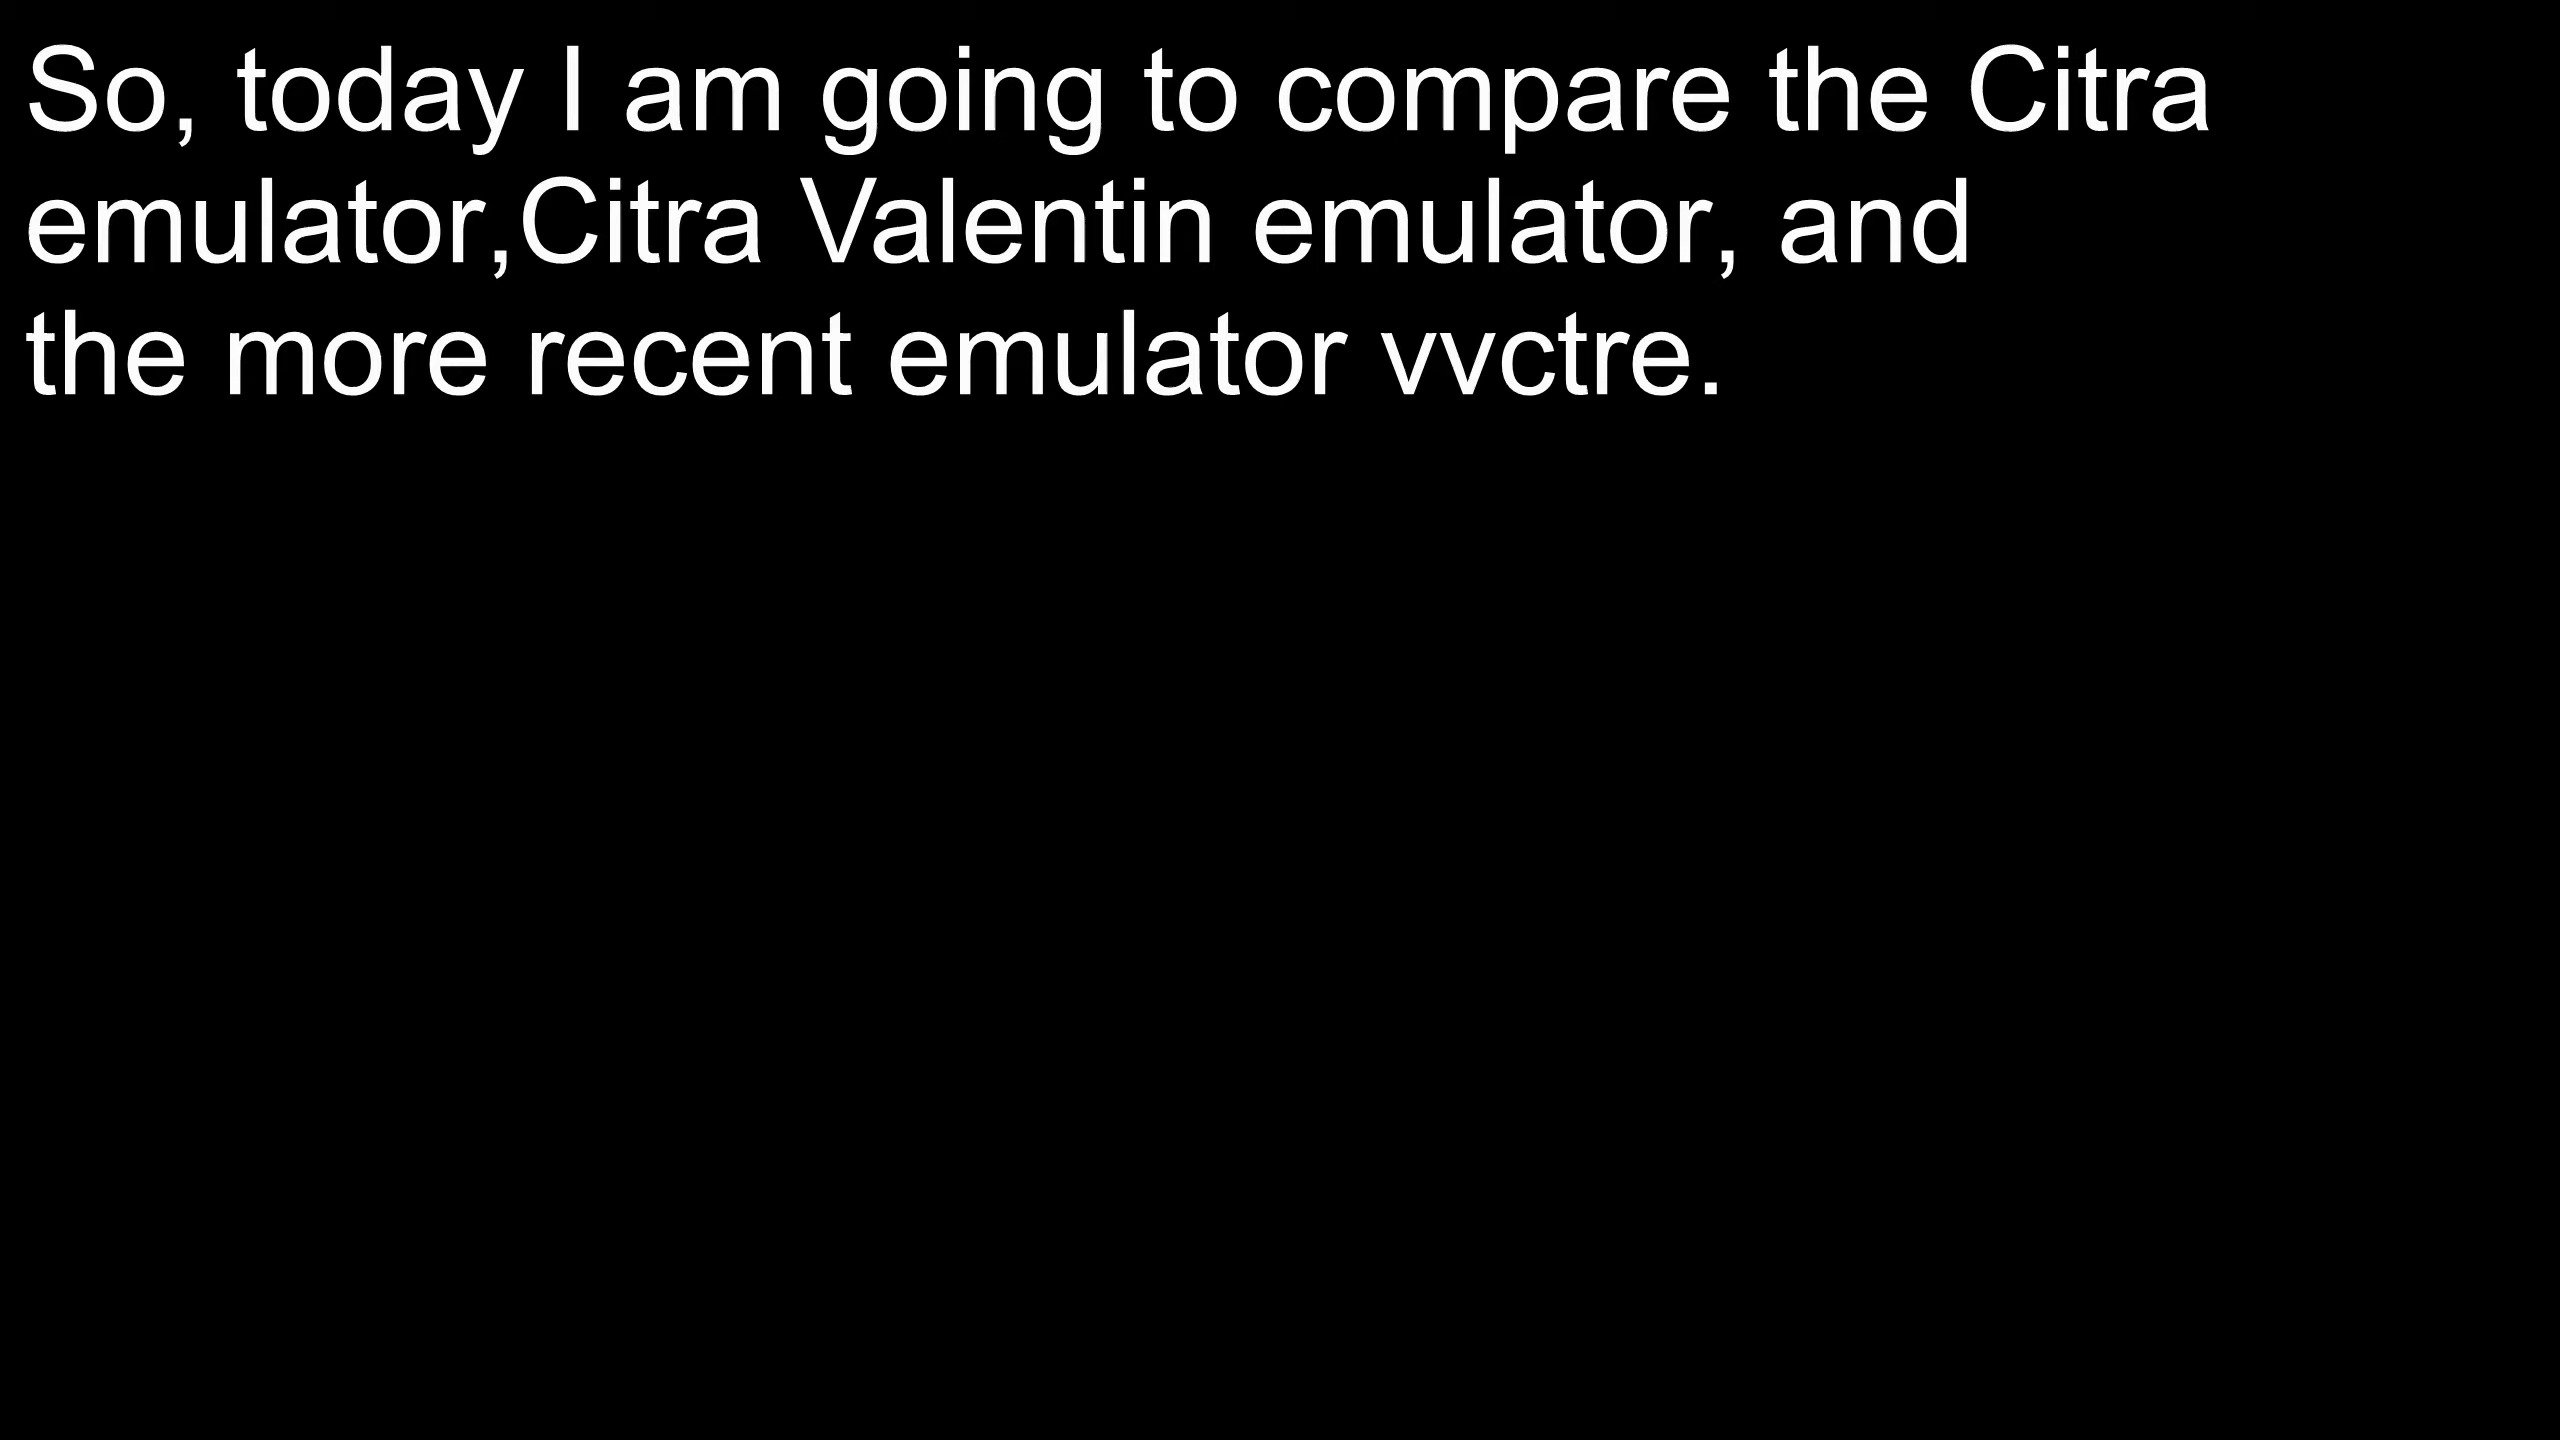 So, today I am going to compare the Citra
emulator,Citra Valentin emulator, and
the more recent emulator vvctre.